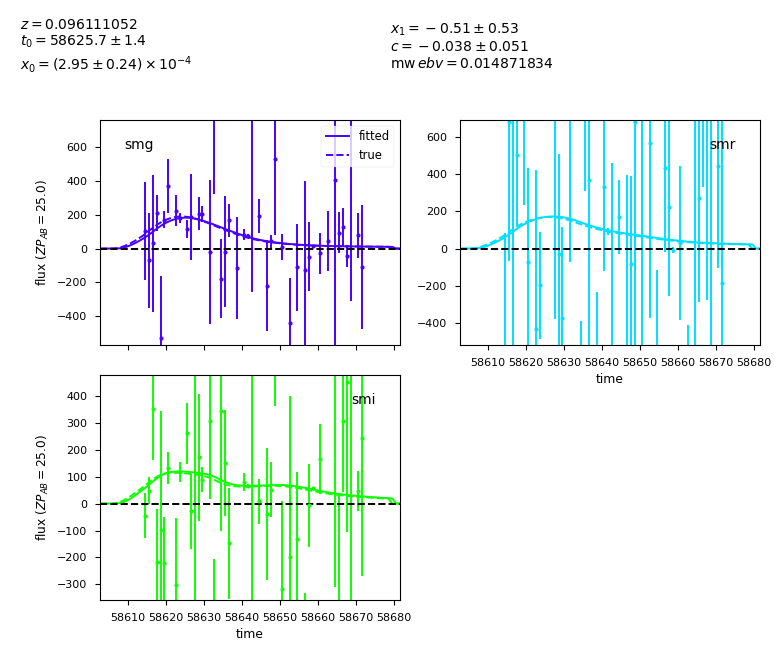 z = 0.096111052
t₀ = 58625.7 ± 1.4
x₀ = (2.95 ± 0.24) × 10⁻⁴
x₁ = −0.51 ± 0.53
c = −0.038 ± 0.051
mw ebv = 0.014871834
smg
fitted
true
600
400
200
0
−200
−400
flux (ZP_AB = 25.0)
smr
600
400
200
0
−200
−400
58610 58620 58630 58640 58650 58660 58670 58680
time
smi
400
300
200
100
0
−100
−200
−300
flux (ZP_AB = 25.0)
58610 58620 58630 58640 58650 58660 58670 58680
time